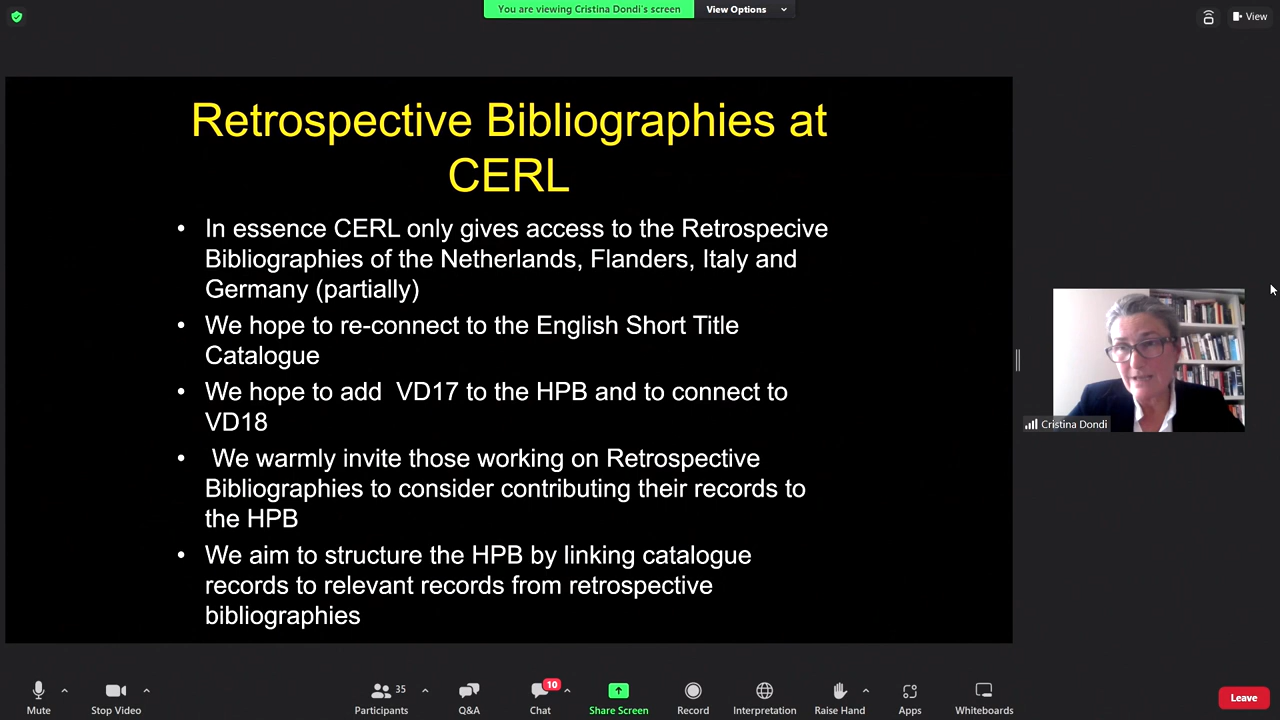 You are viewing Cristina Dondi's screen
View Options
View
Retrospective Bibliographies at
CERL
• In essence CERL only gives access to the Retrospecive
Bibliographies of the Netherlands, Flanders, Italy and
Germany (partially)
• We hope to re-connect to the English Short Title
Catalogue
• We hope to add VD17 to the HPB and to connect to
VD18
• We warmly invite those working on Retrospective
Bibliographies to consider contributing their records to
the HPB
• We aim to structure the HPB by linking catalogue
records to relevant records from retrospective
bibliographies
Cristina Dondi
Mute
Stop Video
35
Participants
Q&A
10
Chat
Share Screen
Record
Interpretation
Raise Hand
Apps
Whiteboards
Leave